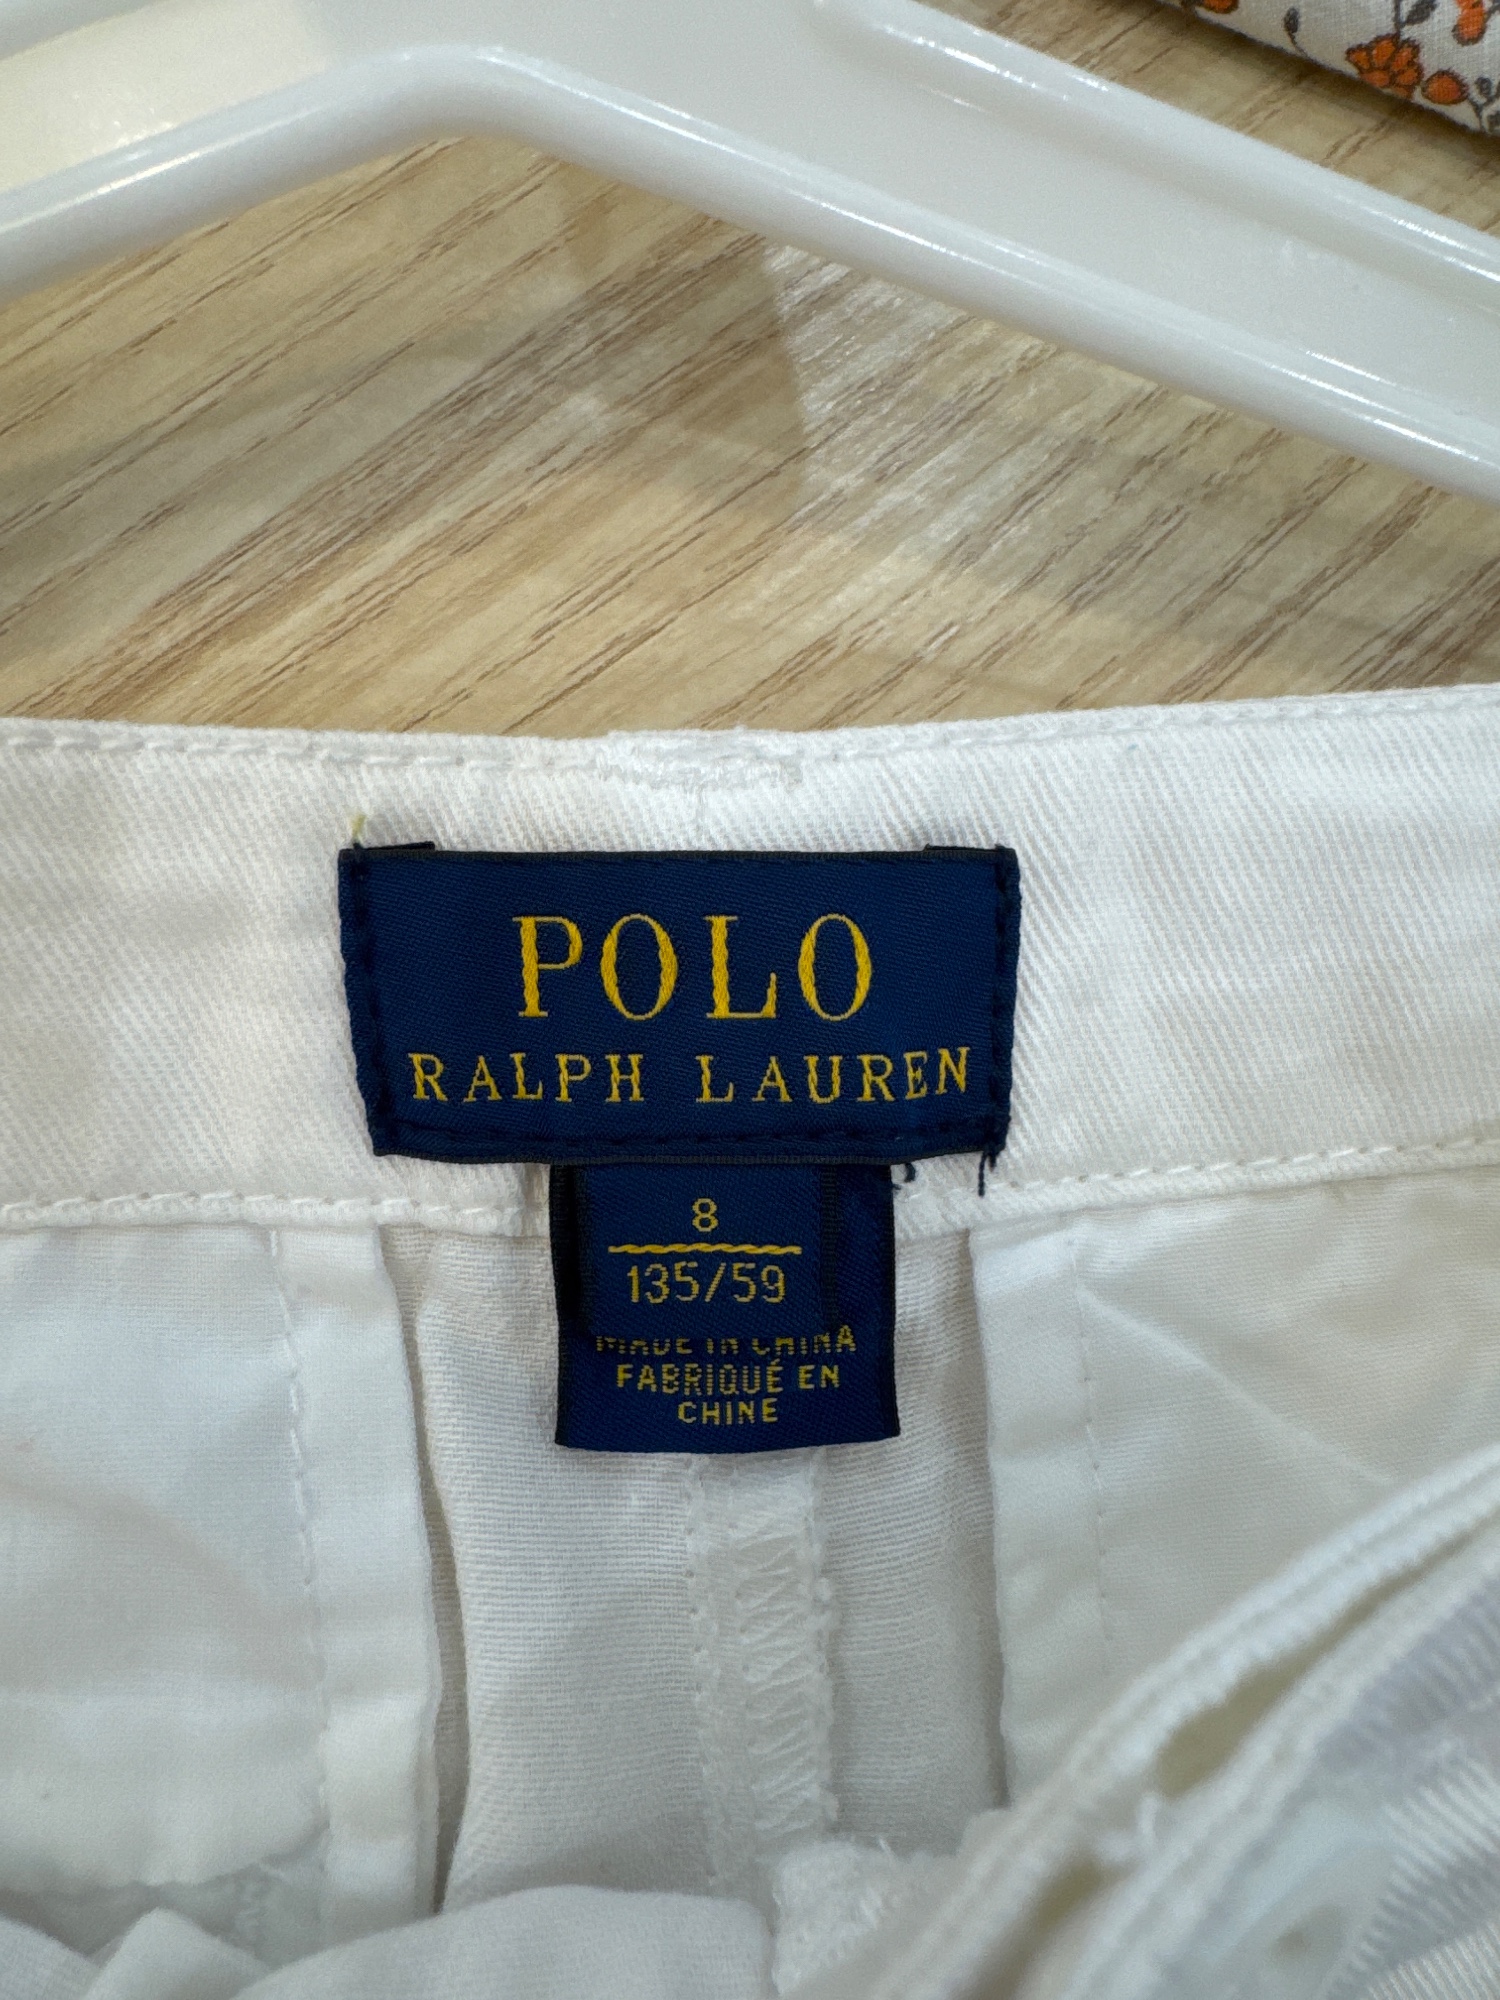 POLO
RALPH LAUREN
8
135/59
MADE IN CHINA
FABRIQUÉ EN
CHINE